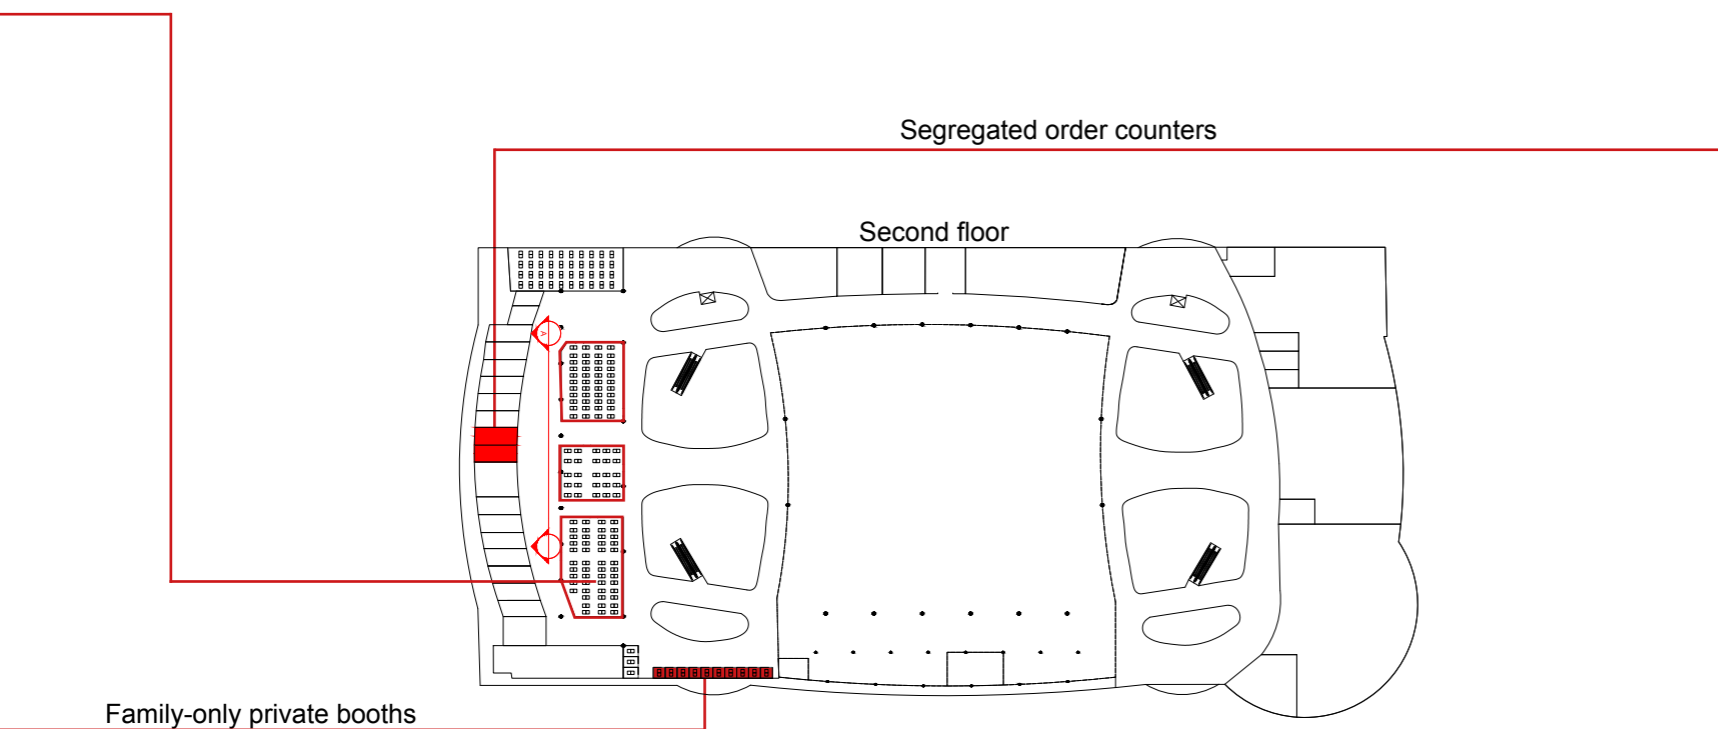 Segregated order counters
Second floor
Family-only private booths